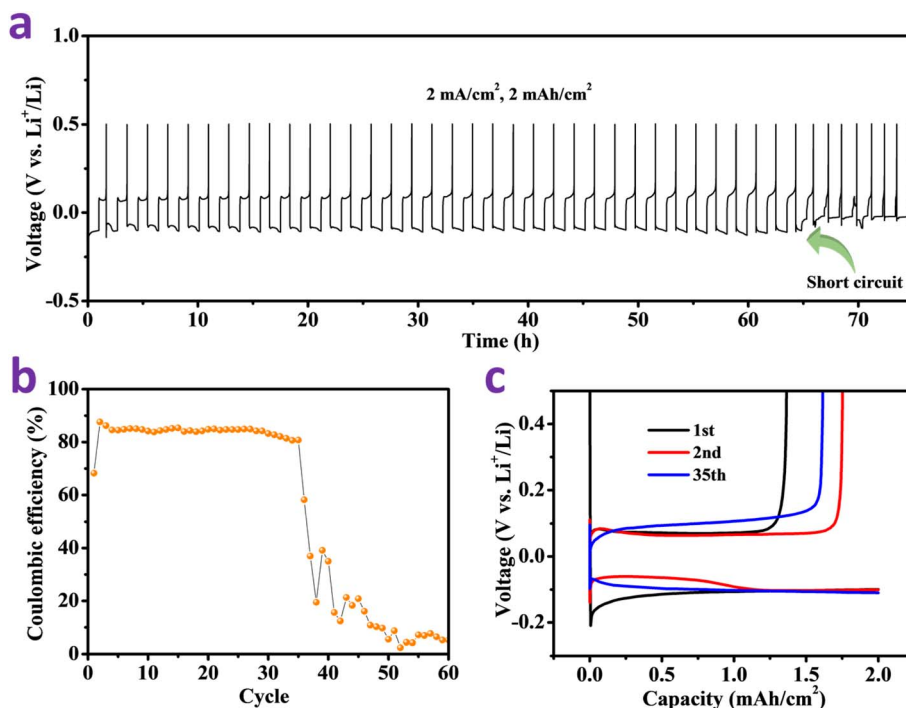 a
1.0
0.5
0.0
-0.5
Voltage (V vs. Li⁺/Li)
2 mA/cm², 2 mAh/cm²
Short circuit
0 10 20 30 40 50 60 70
Time (h)
b
100
80
60
40
20
0
Coulombic efficiency (%)
0 10 20 30 40 50 60
Cycle
c
0.4
0.2
0.0
-0.2
Voltage (V vs. Li⁺/Li)
1st
2nd
35th
0.0 0.5 1.0 1.5 2.0
Capacity (mAh/cm²)